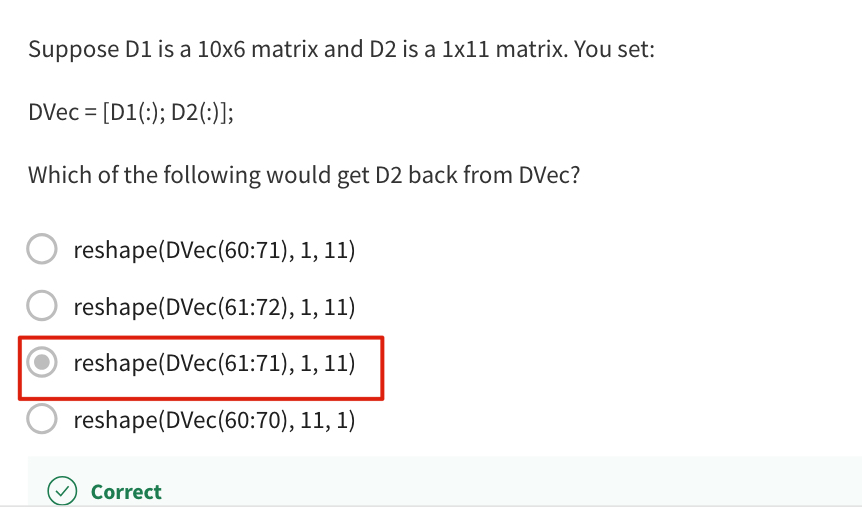 Suppose D1 is a 10x6 matrix and D2 is a 1x11 matrix. You set:
DVec = [D1(:); D2(:)];
Which of the following would get D2 back from DVec?
reshape(DVec(60:71), 1, 11)
reshape(DVec(61:72), 1, 11)
reshape(DVec(61:71), 1, 11)
reshape(DVec(60:70), 11, 1)
Correct